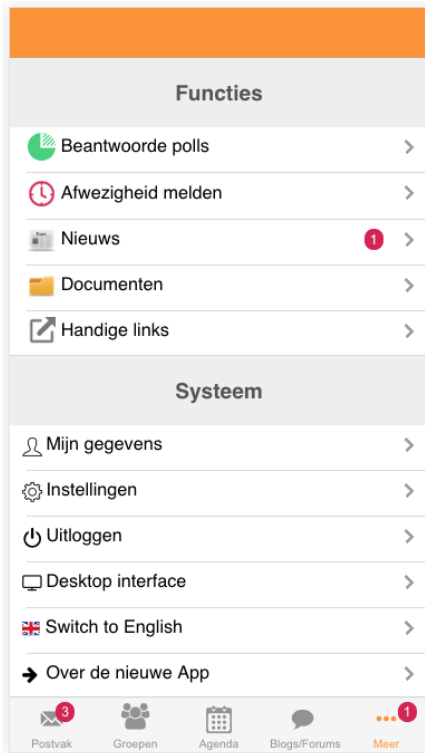 Functies
Beantwoorde polls
Afwezigheid melden
Nieuws 1
Documenten
Handige links
Systeem
Mijn gegevens
Instellingen
Uitloggen
Desktop interface
Switch to English
Over de nieuwe App
3 1
Postvak Groepen Agenda Blogs/Forums Meer